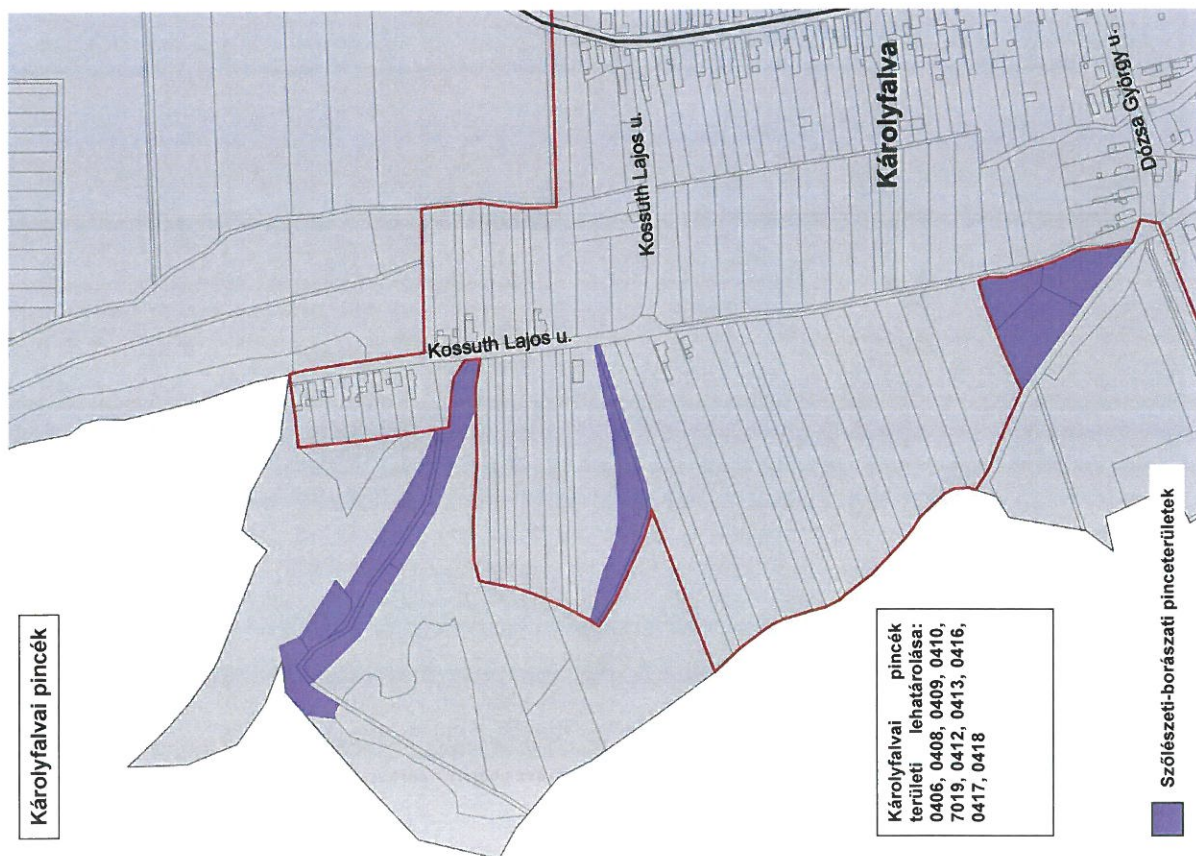 Károlyfalvai pincék
Kossuth Lajos u.
Kossuth Lajos u.
Károlyfalva
Dózsa György u.
Károlyfalvai pincék
területi lehatárolása:
0406, 0408, 0409, 0410,
7019, 0412, 0413, 0416,
0417, 0418
Szőlészeti-borászati pinceterületek